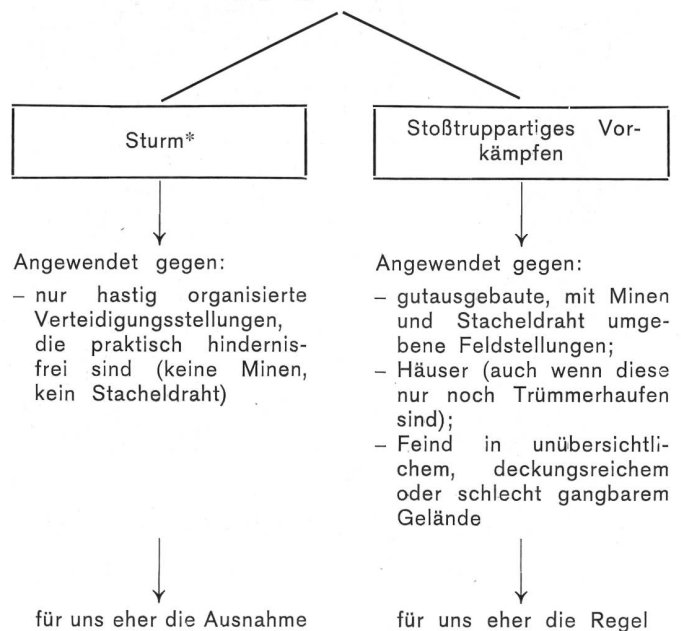 Sturm*
Angewendet gegen:
– nur hastig organisierte
Verteidigungsstellungen,
die praktisch hindernis-
frei sind (keine Minen,
kein Stacheldraht)
für uns eher die Ausnahme
Stoßtruppartiges Vor-
kämpfen
Angewendet gegen:
– gutausgebaute, mit Minen
und Stacheldraht umge-
bene Feldstellungen;
– Häuser (auch wenn diese
nur noch Trümmerhaufen
sind);
– Feind in unübersichtli-
chem, deckungsreichem
oder schlecht gangbarem
Gelände
für uns eher die Regel